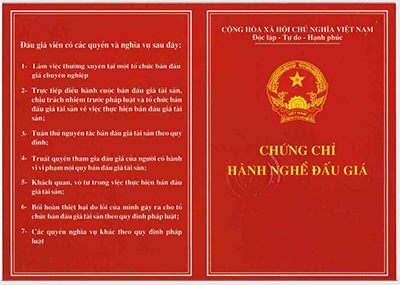 Đấu giá viên có các quyền và nghĩa vụ sau đây:
1- Làm việc thường xuyên tại một tổ chức bán đấu
giá chuyên nghiệp
2- Trực tiếp điều hành cuộc bán đấu giá tài sản,
chịu trách nhiệm trước pháp luật và tổ chức bán
đấu giá tài sản về việc thực hiện bán đấu giá tài
sản;
3- Tuân thủ nguyên tắc bán đấu giá tài sản theo quy
định;
4- Truất quyền tham gia đấu giá của người có hành
vi vi phạm nội quy bán đấu giá tài sản;
5- Khách quan, vô tư trong việc thực hiện bán đấu
giá tài sản;
6- Bồi hoàn thiệt hại do lỗi của mình gây ra cho tổ
chức bán đấu giá tài sản theo quy định pháp luật;
7- Các quyền nghĩa vụ khác theo quy định pháp
luật
CỘNG HÒA XÃ HỘI CHỦ NGHĨA VIỆT NAM
Độc lập - Tự do - Hạnh phúc
VIỆT NAM
CHỨNG CHỈ
HÀNH NGHỀ ĐẤU GIÁ